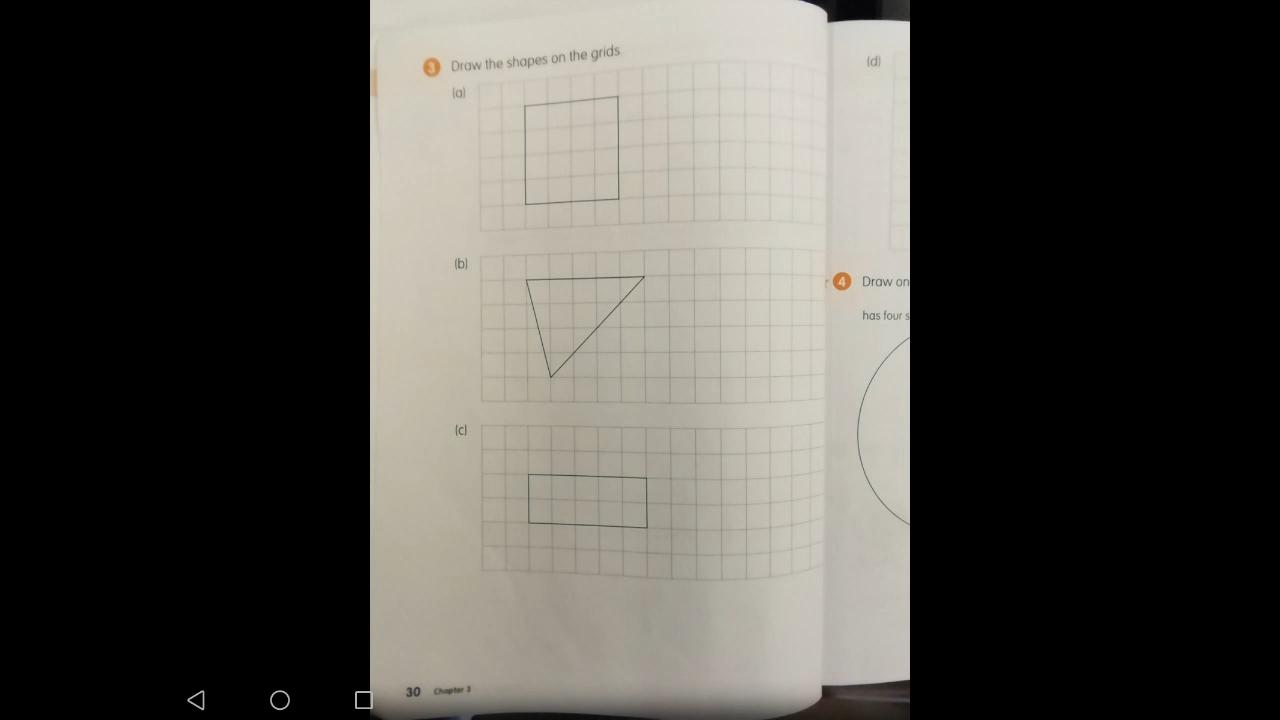 3 Draw the shapes on the grids
(a)
(b)
(c)
30 Chapter 3
(d)
4 Draw on
has four s